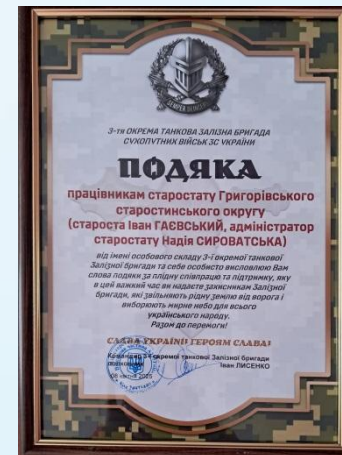 SEMPER IN HOSTES
3-тя ОКРЕМА ТАНКОВА ЗАЛІЗНА БРИГАДА
СУХОПУТНИХ ВІЙСЬК ЗС УКРАЇНИ
ПОДЯКА
працівникам старостату Григорівського
старостинського округу
(староста Іван ГАЄВСЬКИЙ, адміністратор
старостату Надія СИРОВАТСЬКА)
від імені особового складу 3-ї окремої танкової
Залізної бригади та себе особисто висловлюю Вам
слова подяки за плідну співпрацю та підтримку, яку
в цей важкий час ви надаєте захисникам Залізної
бригади, які звільняють рідну землю від ворога і
виборюють мирне небо для всього
українського народу.
Разом до перемоги!
СЛАВА УКРАЇНІ! ГЕРОЯМ СЛАВА!
Командир 3-ї окремої танкової Залізної бригади
Іван ЛИСЕНКО
2025